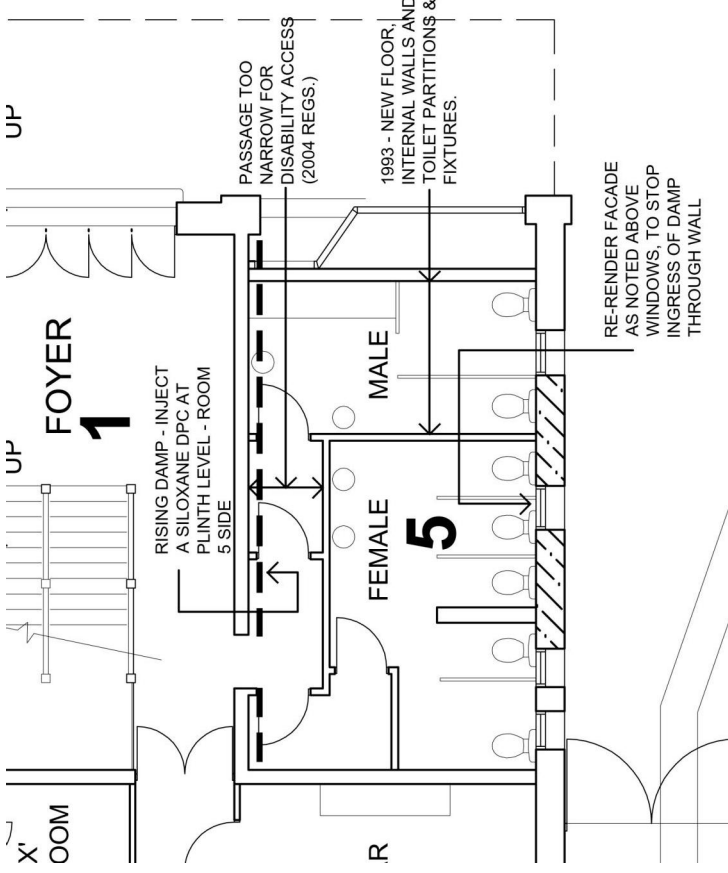 UP
UP
FOYER
1
RISING DAMP - INJECT
A SILOXANE DPC AT
PLINTH LEVEL - ROOM
5 SIDE
PASSAGE TOO
NARROW FOR
DISABILITY ACCESS
(2004 REGS.)
1993 - NEW FLOOR,
INTERNAL WALLS AND
TOILET PARTITIONS &
FIXTURES.
MALE
FEMALE
5
RE-RENDER FACADE
AS NOTED ABOVE
WINDOWS, TO STOP
INGRESS OF DAMP
THROUGH WALL
X'
OOM
R